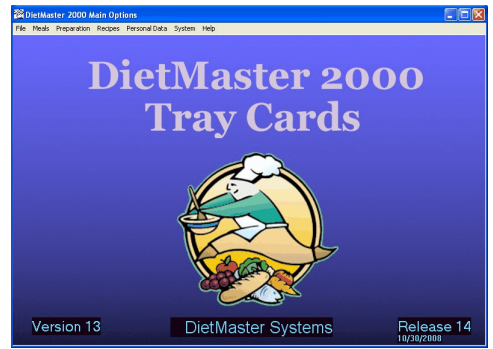 DietMaster 2000 Main Options
File Meals Preparation Recipes Personal Data System Help
DietMaster 2000
Tray Cards
Version 13 DietMaster Systems Release 14
10/30/2008